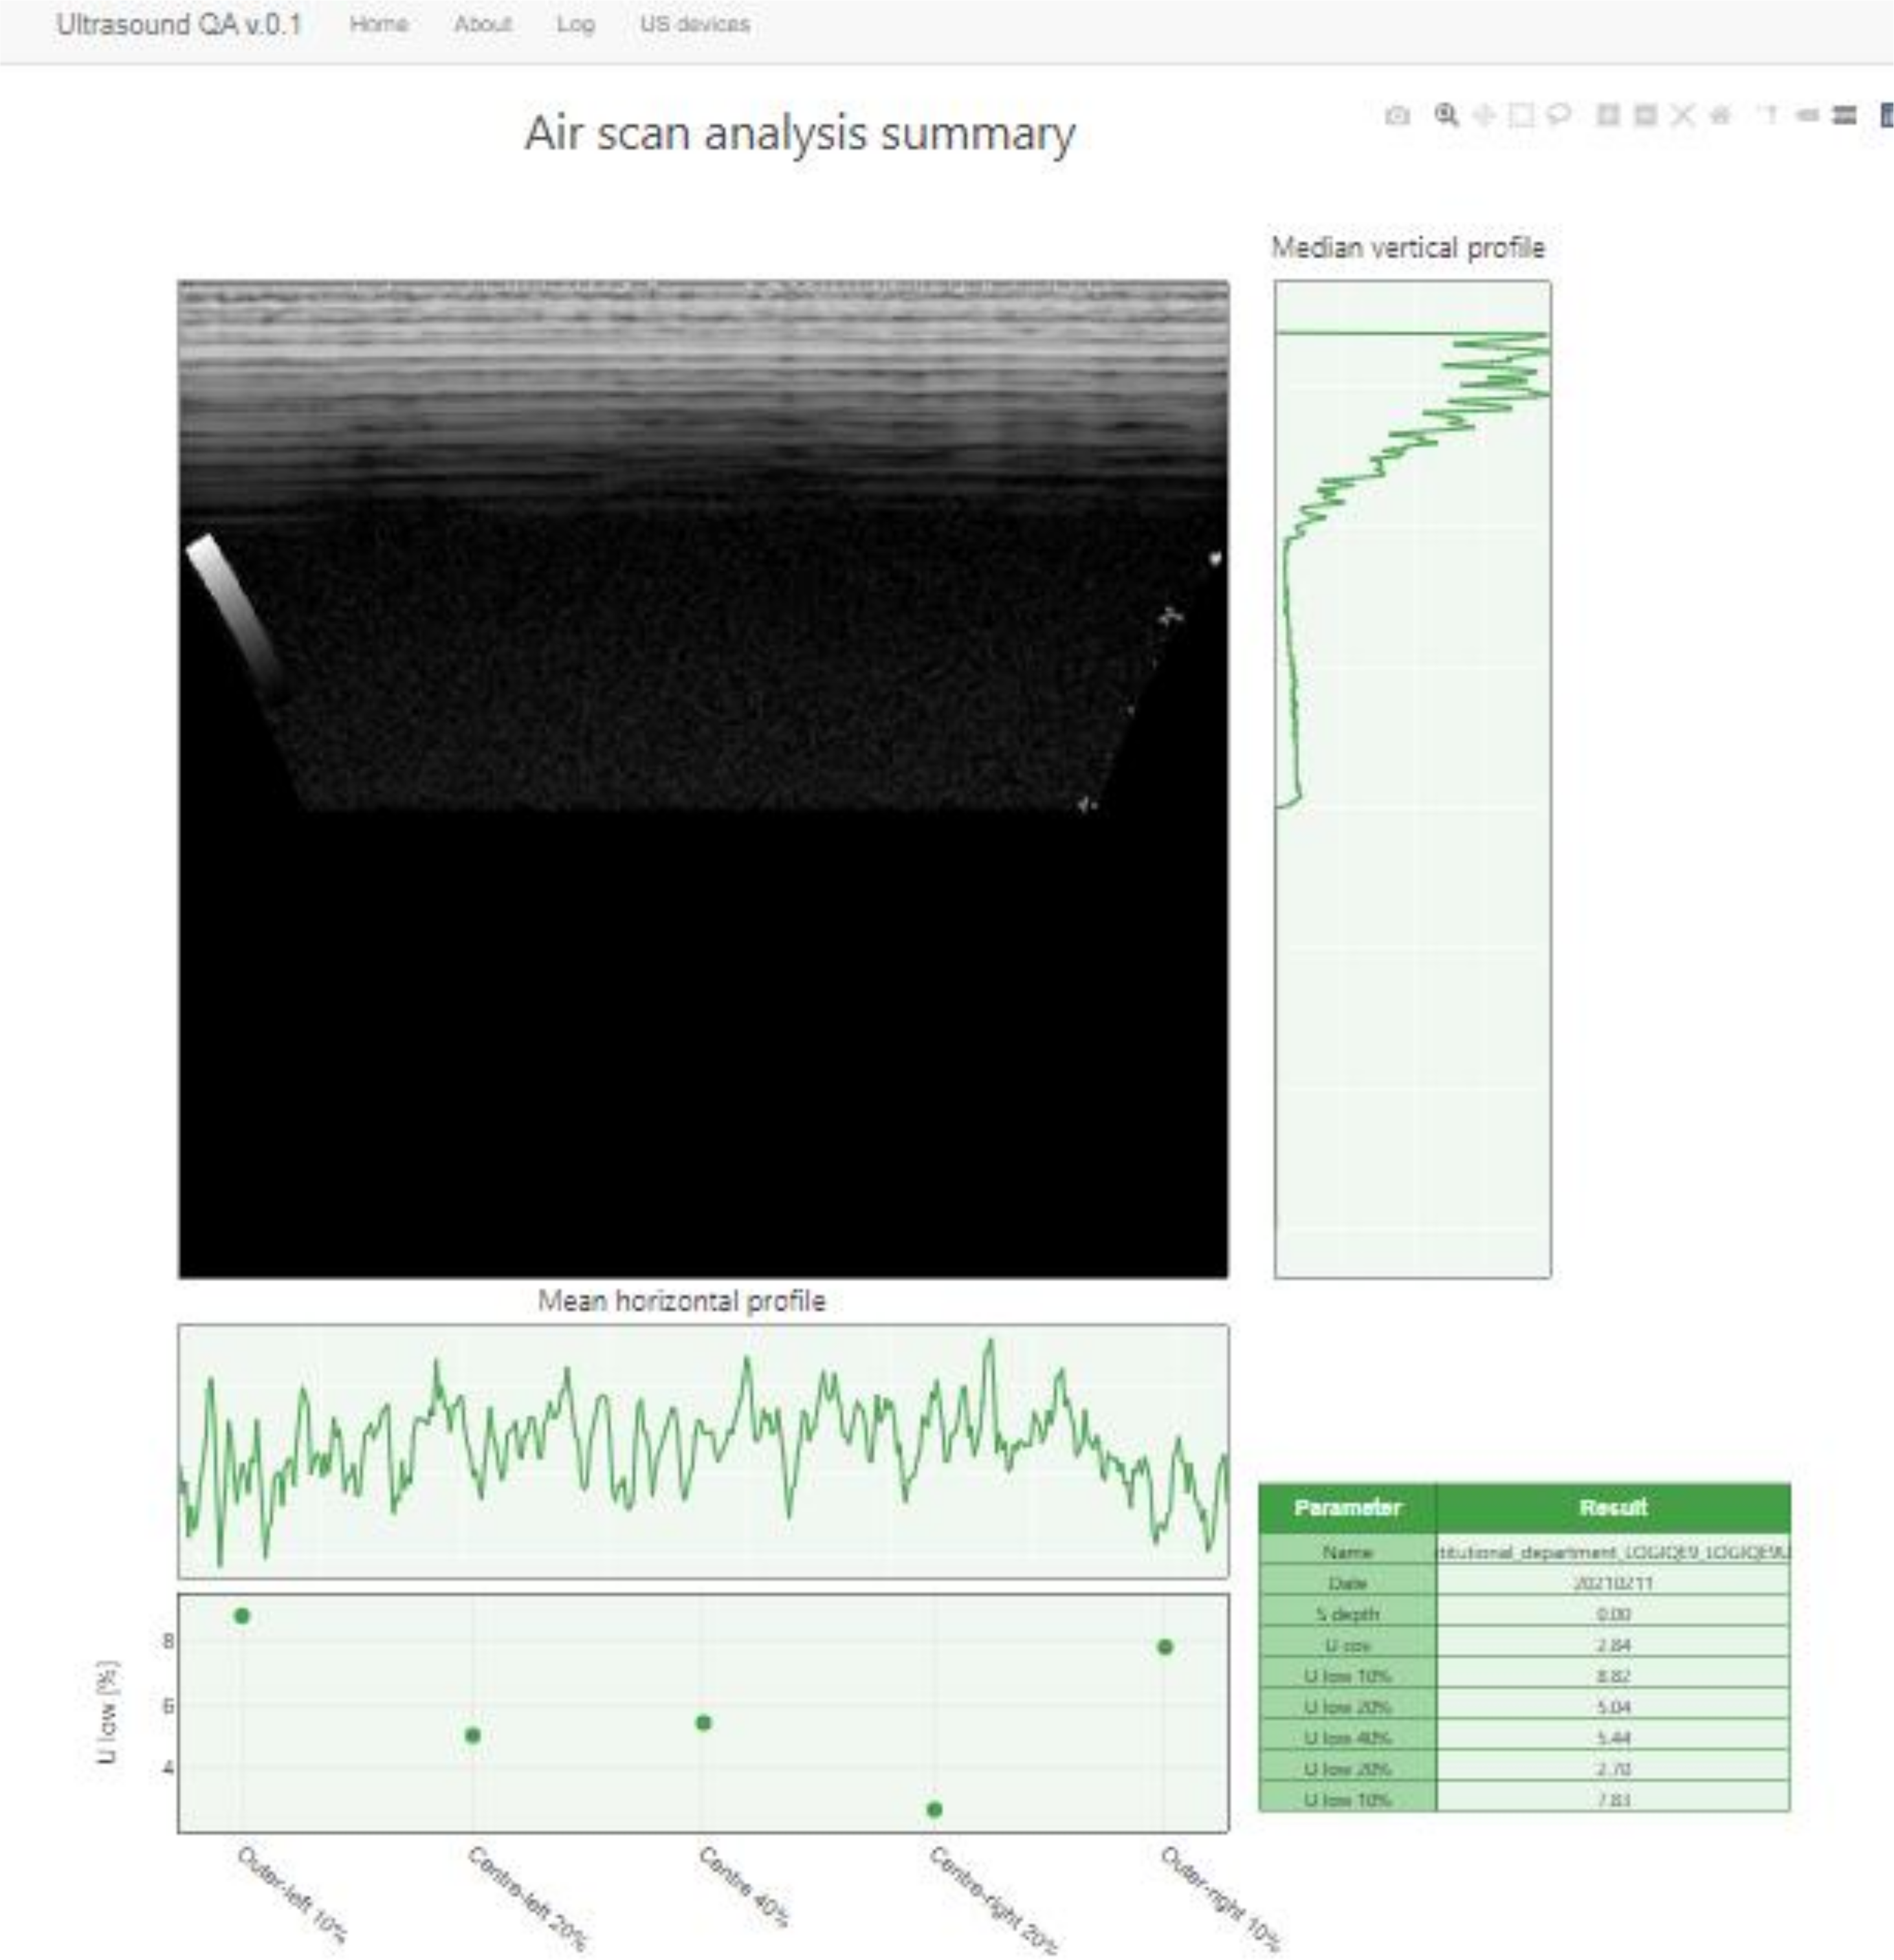 Ultrasound QA v.0.1 Home About Log US devices
Air scan analysis summary
Median vertical profile
Mean horizontal profile
U low [%]
8
6
4
Outer-left 10%
Centre-left 20%
Centre 40%
Centre-right 20%
Outer-right 10%
Parameter Result
Name titutional_department_LOGIQE9_LOGIQE9U
Date 20210211
S depth 0.00
U cov 2.84
U low 10% 8.82
U low 20% 5.04
U low 40% 5.44
U low 20% 2.70
U low 10% 7.83